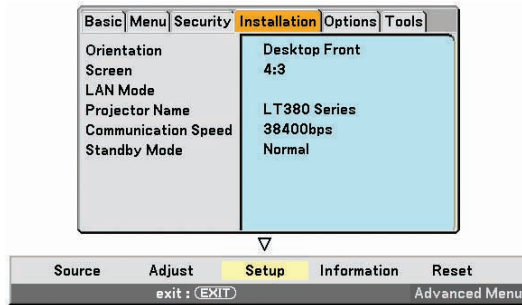 Basic Menu Security Installation Options Tools
Orientation Desktop Front
Screen 4:3
LAN Mode
Projector Name LT380 Series
Communication Speed 38400bps
Standby Mode Normal
Source Adjust Setup Information Reset
exit : EXIT Advanced Menu